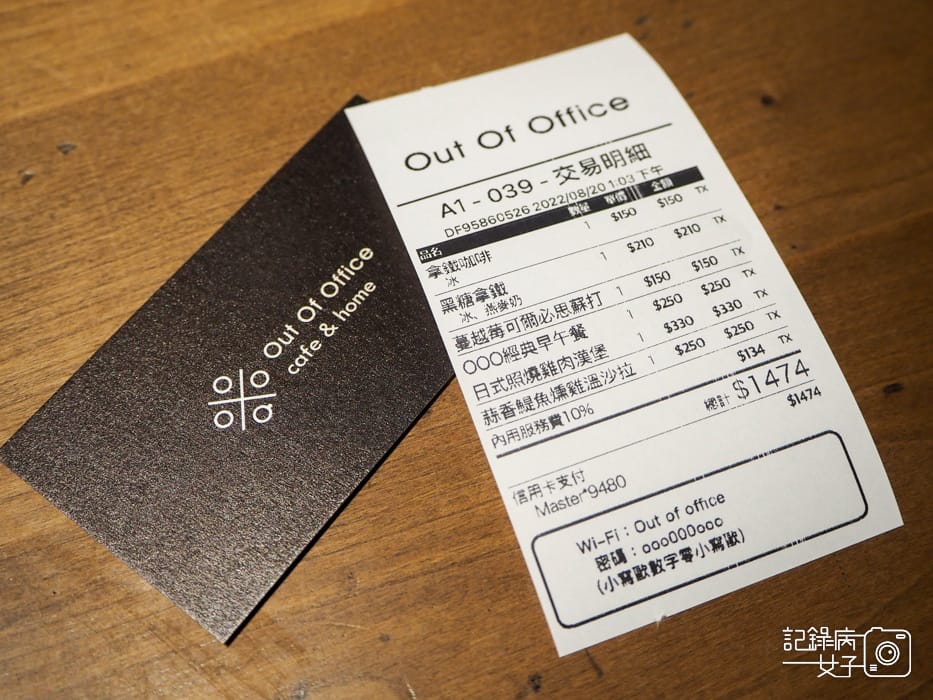 Out Of Office
cafe & home
Out Of Office
A1 - 039 - 交易明細
DF95860526 2022/08/20 1:03 下午
品名 數量 單價 金額
拿鐵咖啡 1 $150 $150 TX
冰
黑糖拿鐵 1 $210 $210 TX
冰、燕麥奶
蔓越莓可爾必思蘇打 1 $150 $150 TX
OOO經典早午餐 1 $250 $250 TX
日式照燒雞肉漢堡 1 $330 $330 TX
蒜香鯷魚燻雞溫沙拉 1 $250 $250 TX
內用服務費10% $134 TX
總計 $1474
$1474
信用卡支付
Master*9480
Wi-Fi：Out of office
密碼：ooo000ooo
(小寫歐數字零小寫歐)
記錄病
女子